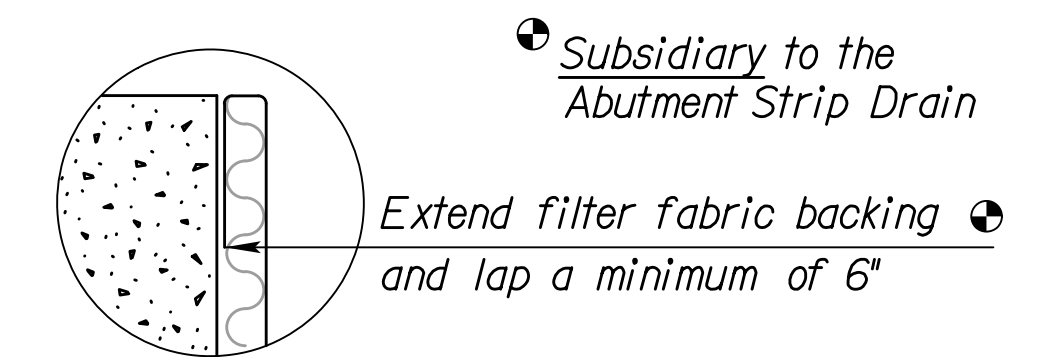 Subsidiary to the
Abutment Strip Drain
Extend filter fabric backing
and lap a minimum of 6"